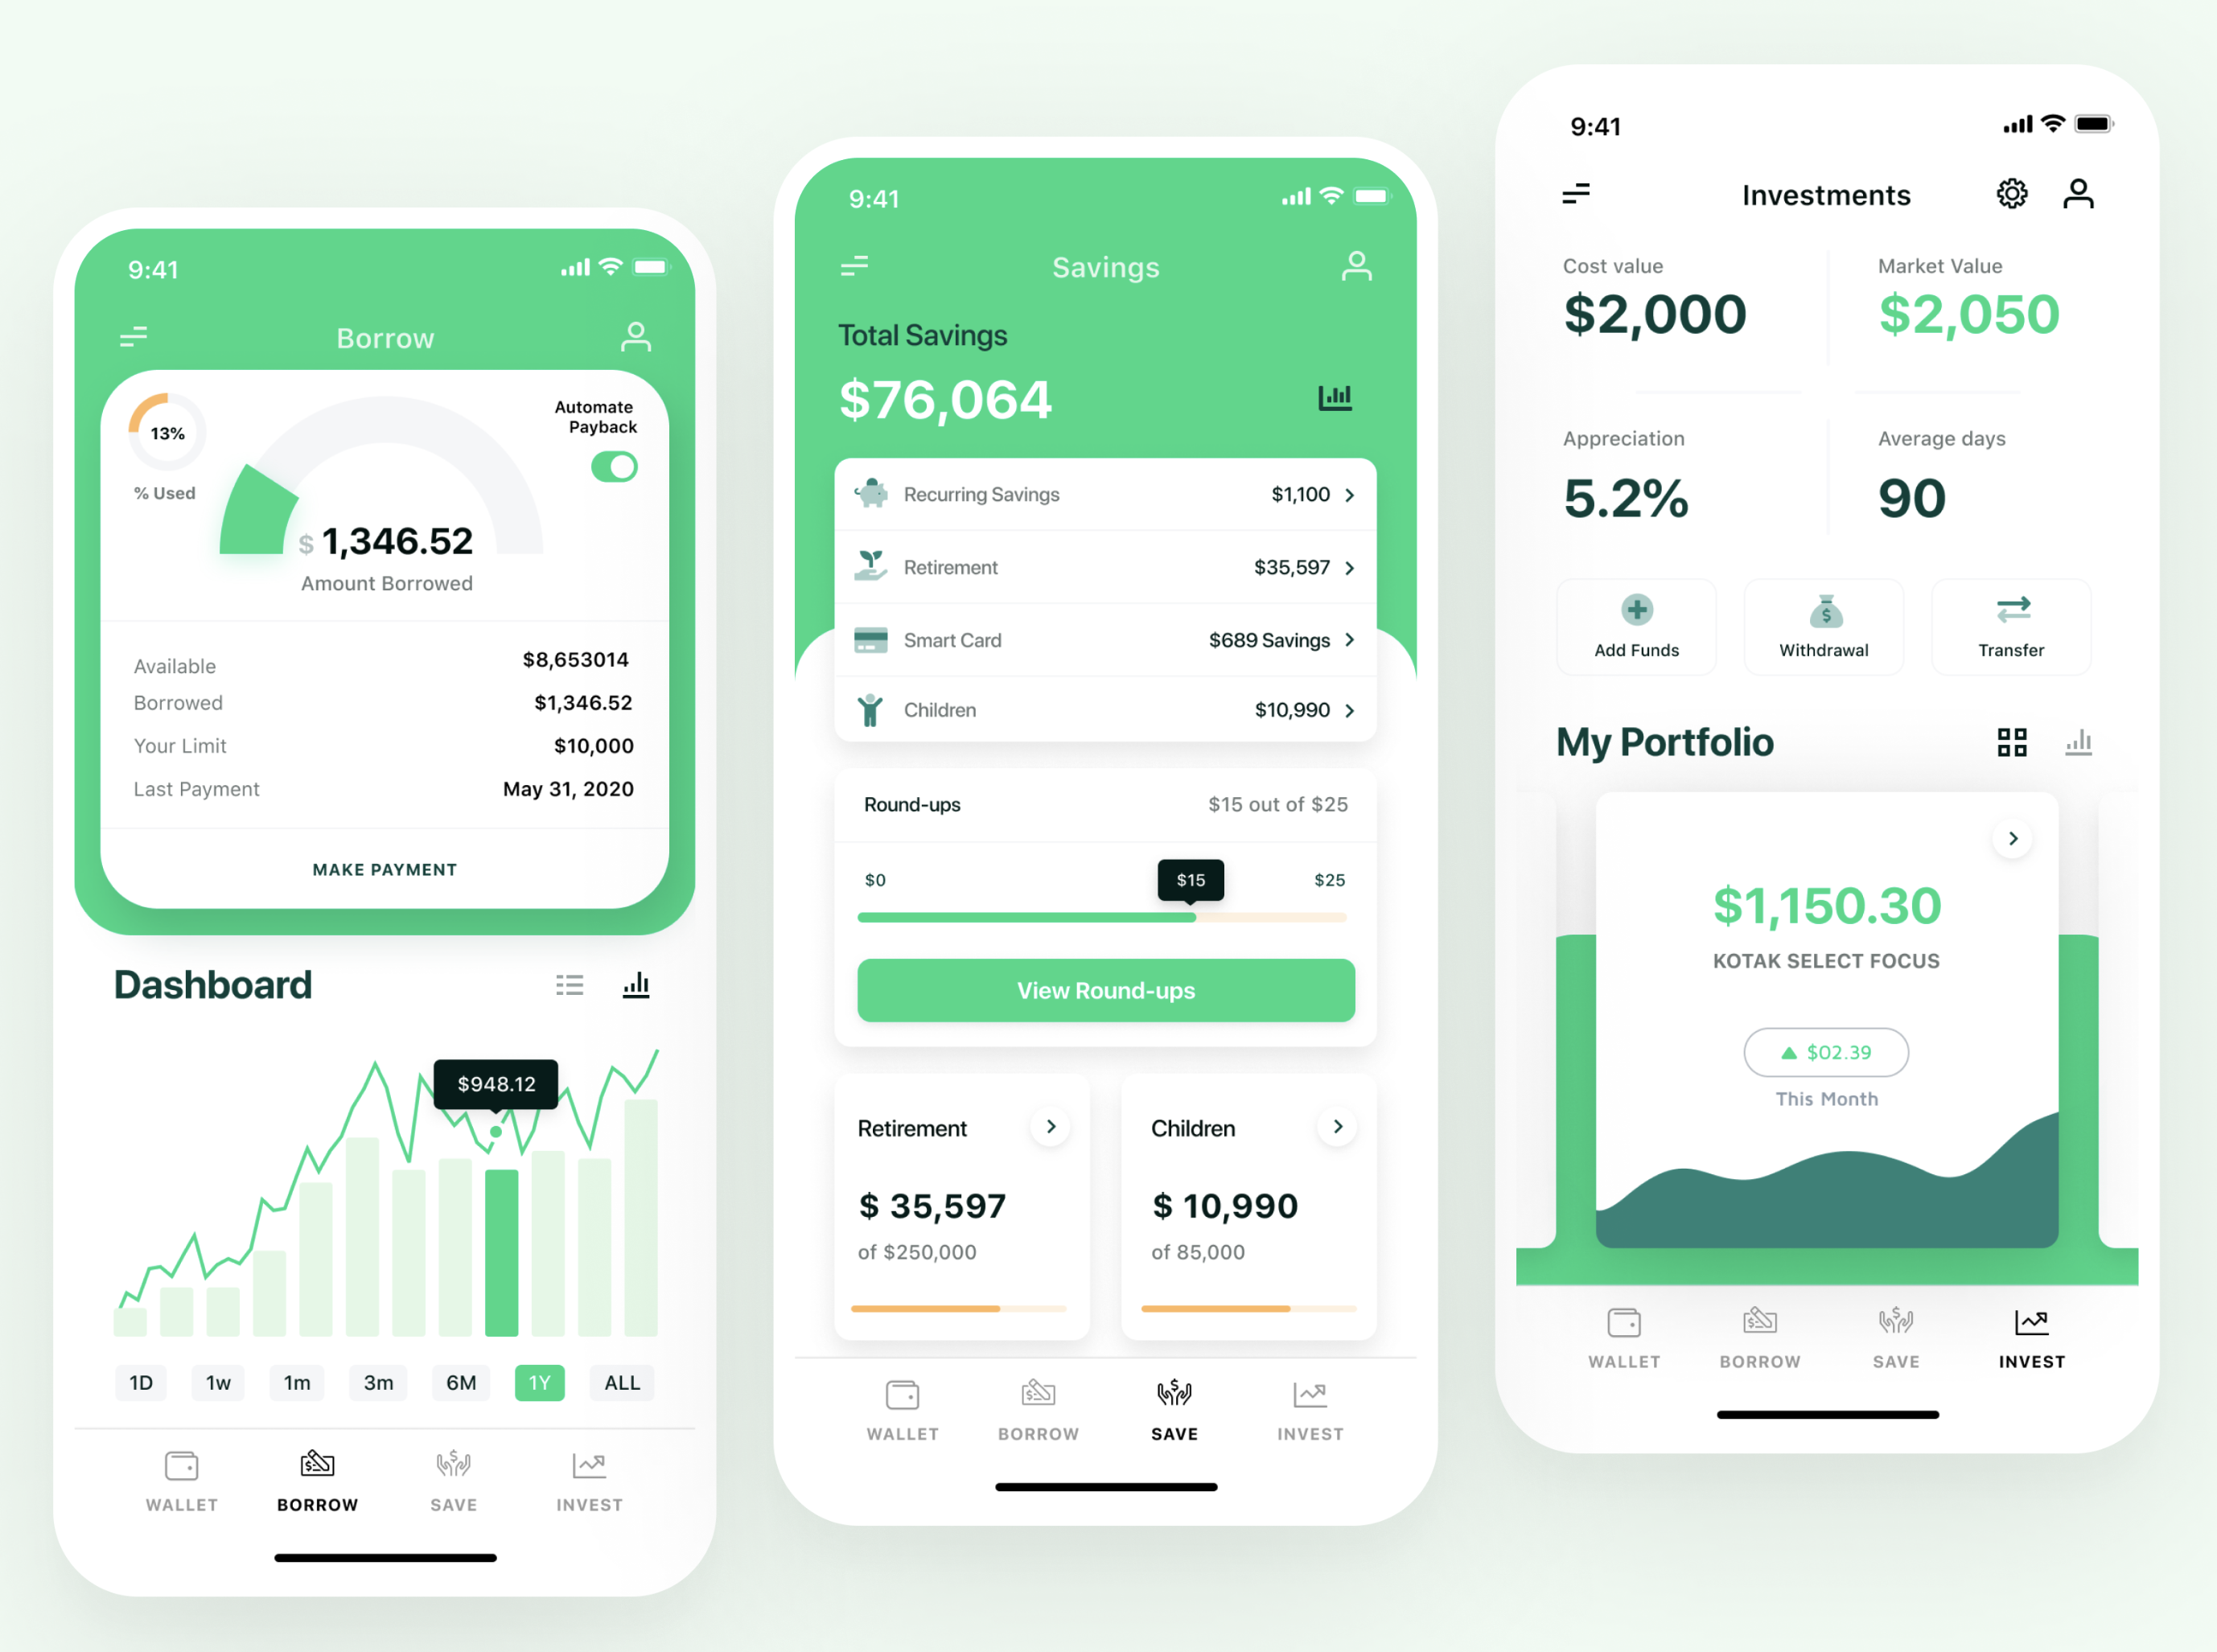 9:41
Borrow
13%
% Used
Automate
Payback
$ 1,346.52
Amount Borrowed
Available $8,653014
Borrowed $1,346.52
Your Limit $10,000
Last Payment May 31, 2020
MAKE PAYMENT
Dashboard
$948.12
1D 1w 1m 3m 6M 1Y ALL
WALLET BORROW SAVE INVEST
9:41
Savings
Total Savings
$76,064
Recurring Savings $1,100
Retirement $35,597
Smart Card $689 Savings
Children $10,990
Round-ups $15 out of $25
$0 $15 $25
View Round-ups
Retirement
$ 35,597
of $250,000
Children
$ 10,990
of 85,000
WALLET BORROW SAVE INVEST
9:41
Investments
Cost value
$2,000
Market Value
$2,050
Appreciation
5.2%
Average days
90
Add Funds Withdrawal Transfer
My Portfolio
$1,150.30
KOTAK SELECT FOCUS
$02.39
This Month
WALLET BORROW SAVE INVEST